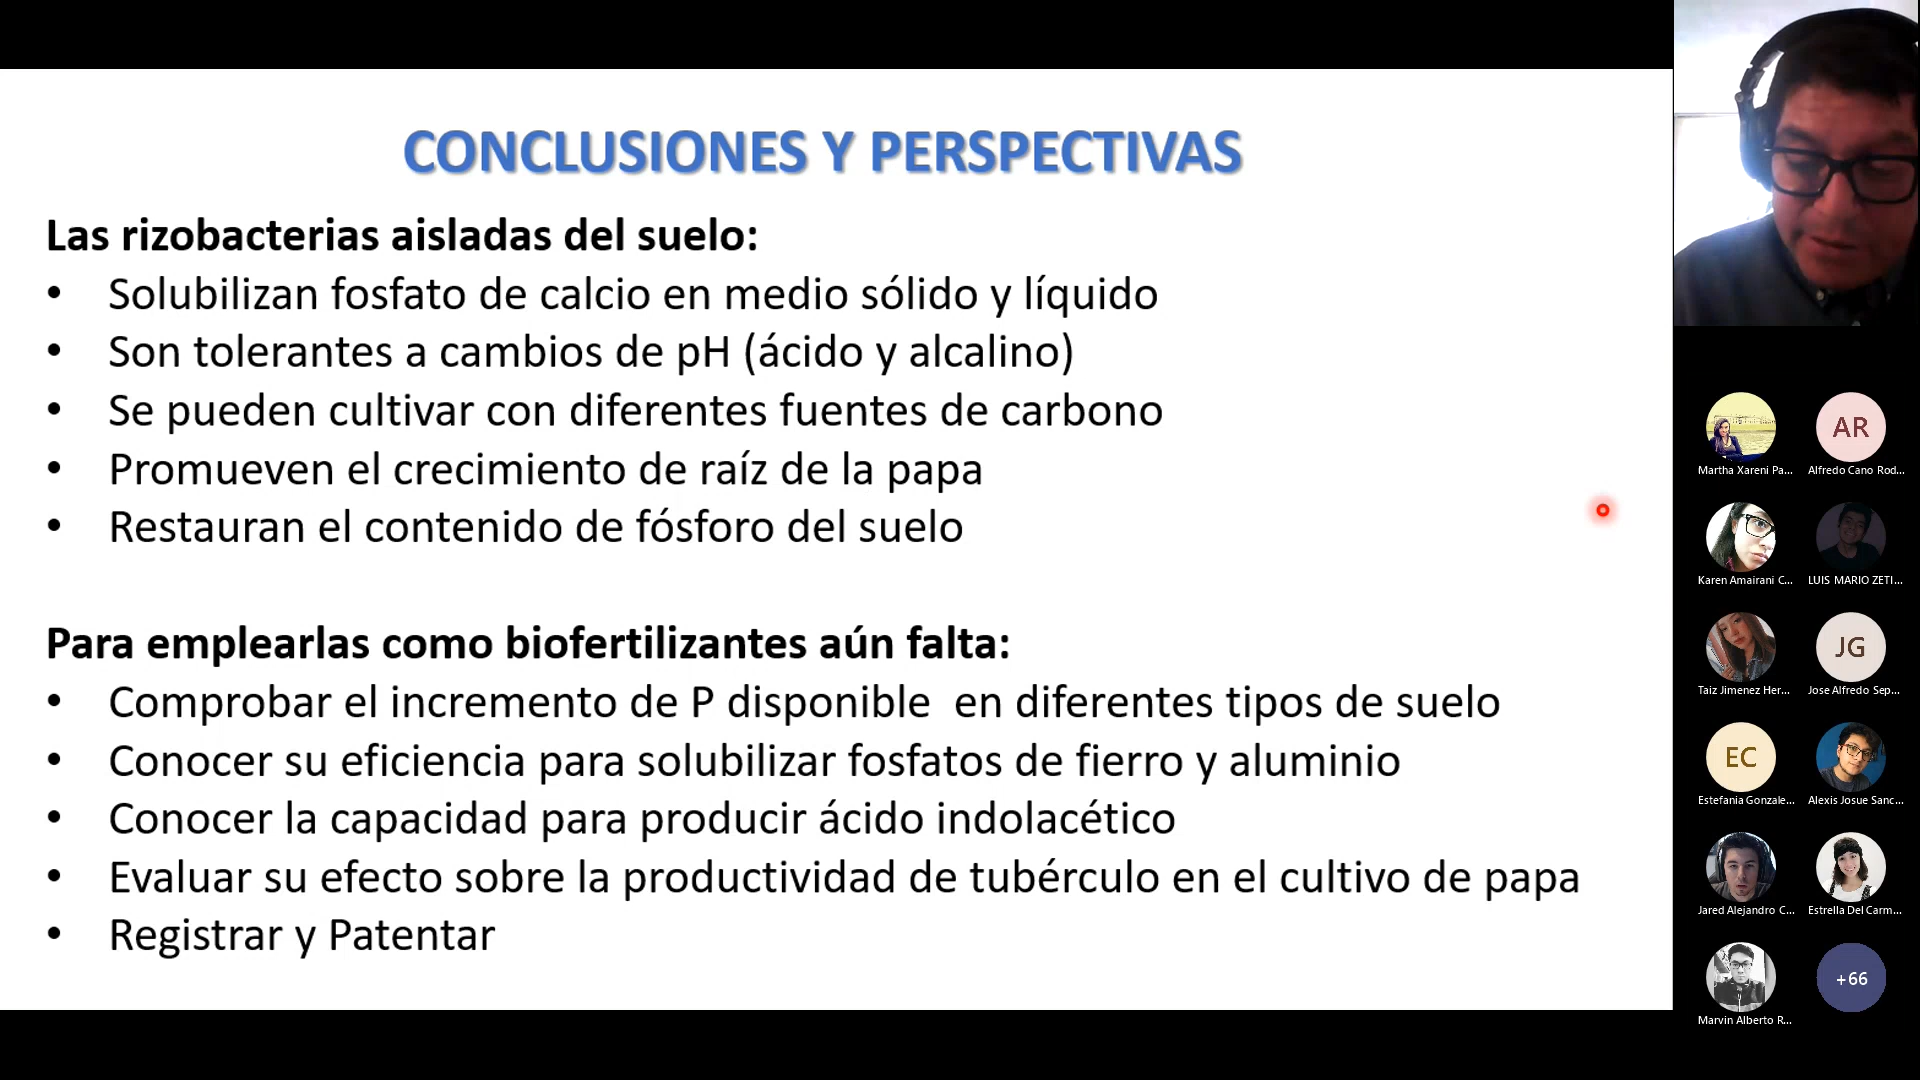 CONCLUSIONES Y PERSPECTIVAS
Las rizobacterias aisladas del suelo:
• Solubilizan fosfato de calcio en medio sólido y líquido
• Son tolerantes a cambios de pH (ácido y alcalino)
• Se pueden cultivar con diferentes fuentes de carbono
• Promueven el crecimiento de raíz de la papa
• Restauran el contenido de fósforo del suelo
Para emplearlas como biofertilizantes aún falta:
• Comprobar el incremento de P disponible  en diferentes tipos de suelo
• Conocer su eficiencia para solubilizar fosfatos de fierro y aluminio
• Conocer la capacidad para producir ácido indolacético
• Evaluar su efecto sobre la productividad de tubérculo en el cultivo de papa
• Registrar y Patentar
AR
Martha Xareni Pa... Alfredo Cano Rod...
Karen Amairani C... LUIS MARIO ZETI...
JG
Taiz Jimenez Her... Jose Alfredo Sep...
EC
Estefania Gonzale... Alexis Josue Sanc...
Jared Alejandro C... Estrella Del Carm...
+66
Marvin Alberto R...